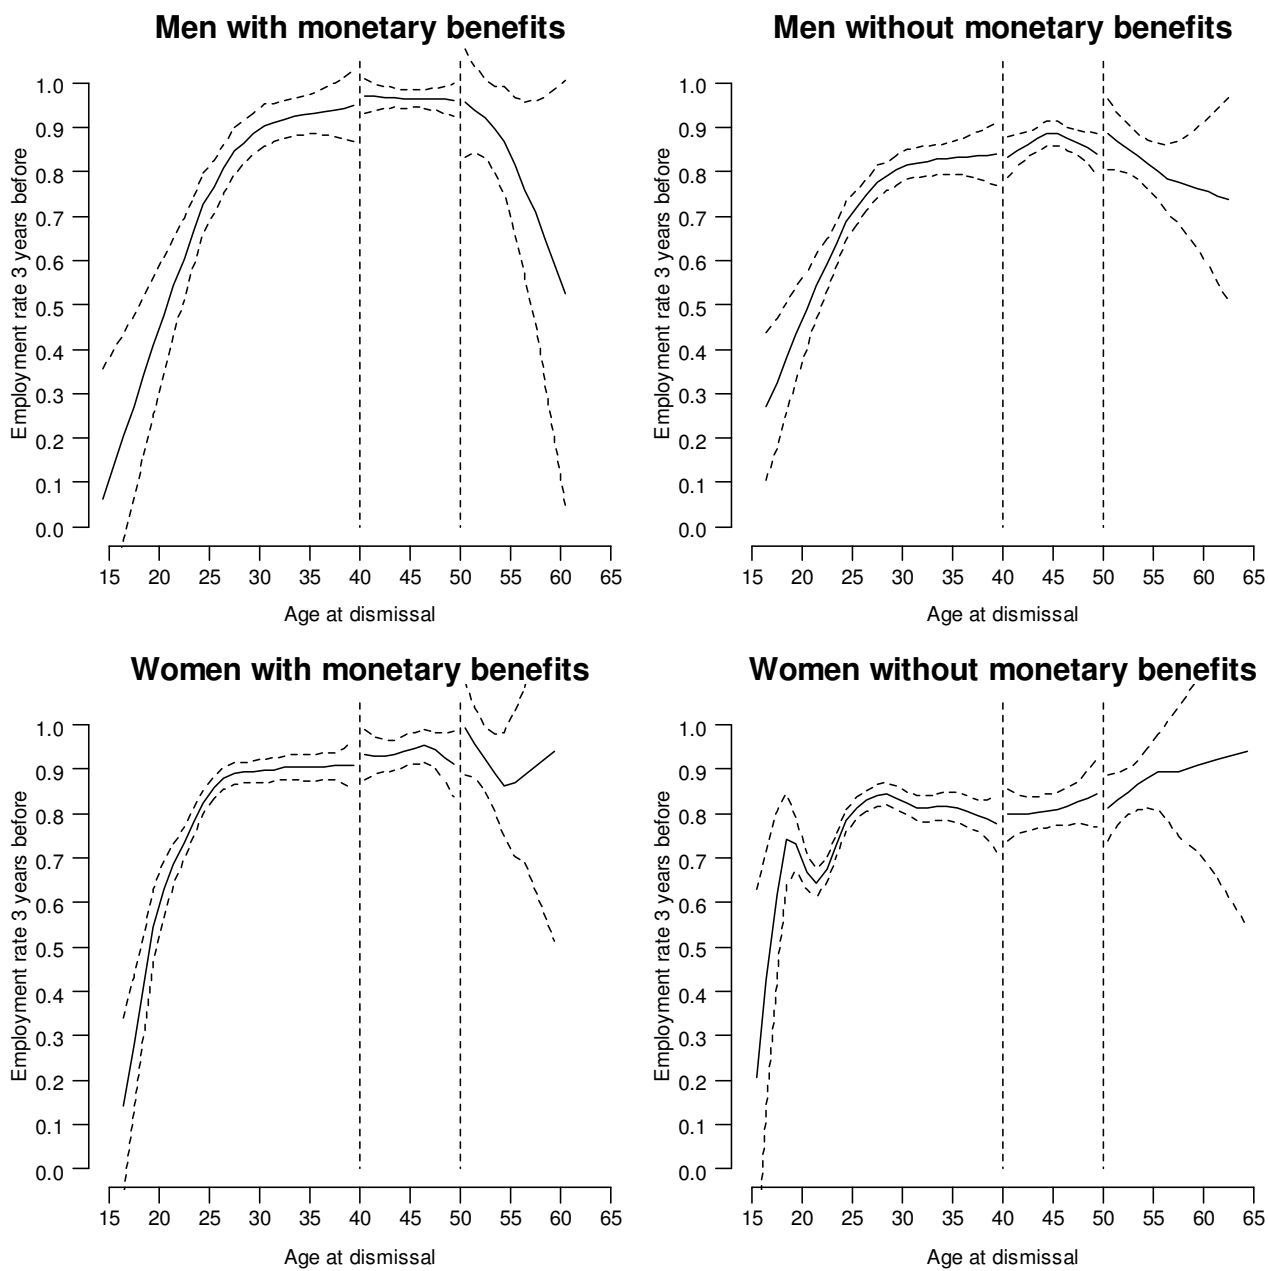 Men with monetary benefits
Employment rate 3 years before
1.0
0.9
0.8
0.7
0.6
0.5
0.4
0.3
0.2
0.1
0.0
15 20 25 30 35 40 45 50 55 60 65
Age at dismissal
Men without monetary benefits
Employment rate 3 years before
1.0
0.9
0.8
0.7
0.6
0.5
0.4
0.3
0.2
0.1
0.0
15 20 25 30 35 40 45 50 55 60 65
Age at dismissal
Women with monetary benefits
Employment rate 3 years before
1.0
0.9
0.8
0.7
0.6
0.5
0.4
0.3
0.2
0.1
0.0
15 20 25 30 35 40 45 50 55 60 65
Age at dismissal
Women without monetary benefits
Employment rate 3 years before
1.0
0.9
0.8
0.7
0.6
0.5
0.4
0.3
0.2
0.1
0.0
15 20 25 30 35 40 45 50 55 60 65
Age at dismissal